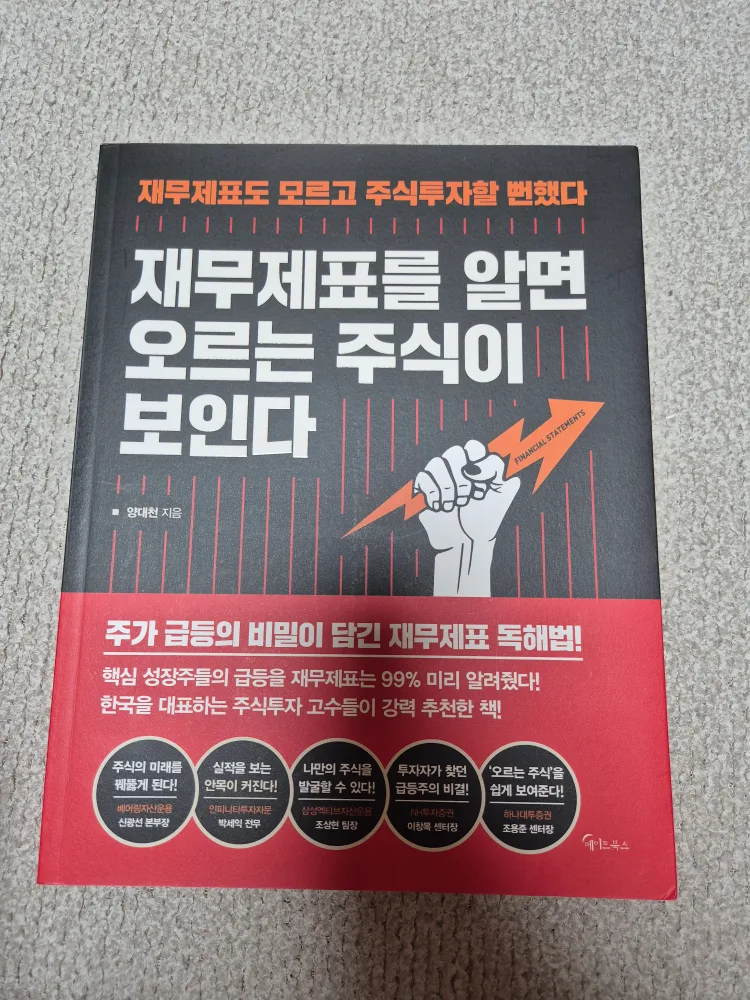 재무제표도 모르고 주식투자할 뻔했다
재무제표를 알면
오르는 주식이
보인다
FINANCIAL STATEMENTS
■ 양대천 지음
주가 급등의 비밀이 담긴 재무제표 독해법!
핵심 성장주들의 급등을 재무제표는 99% 미리 알려줬다!
한국을 대표하는 주식투자 고수들이 강력 추천한 책!
주식의 미래를
꿰뚫게 된다!
베어링자산운용
신광선 본부장
실적을 보는
안목이 커진다!
인피니티투자자문
박세익 전무
나만의 주식을
발굴할 수 있다!
삼성액티브자산운용
조상현 팀장
투자자가 찾던
급등주의 비결!
NH투자증권
이창목 센터장
'오르는 주식'을
쉽게 보여준다!
하나대투증권
조용준 센터장
메이트북스